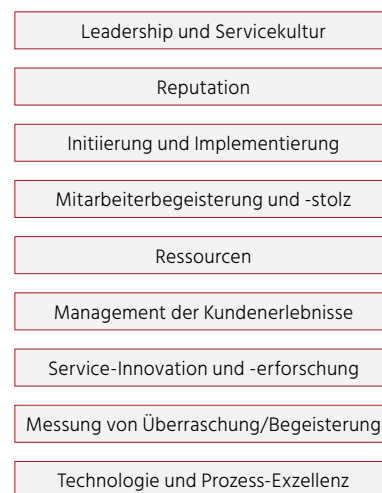 Leadership und Servicekultur
Reputation
Initiierung und Implementierung
Mitarbeiterbegeisterung und -stolz
Ressourcen
Management der Kundenerlebnisse
Service-Innovation und -erforschung
Messung von Überraschung/Begeisterung
Technologie und Prozess-Exzellenz